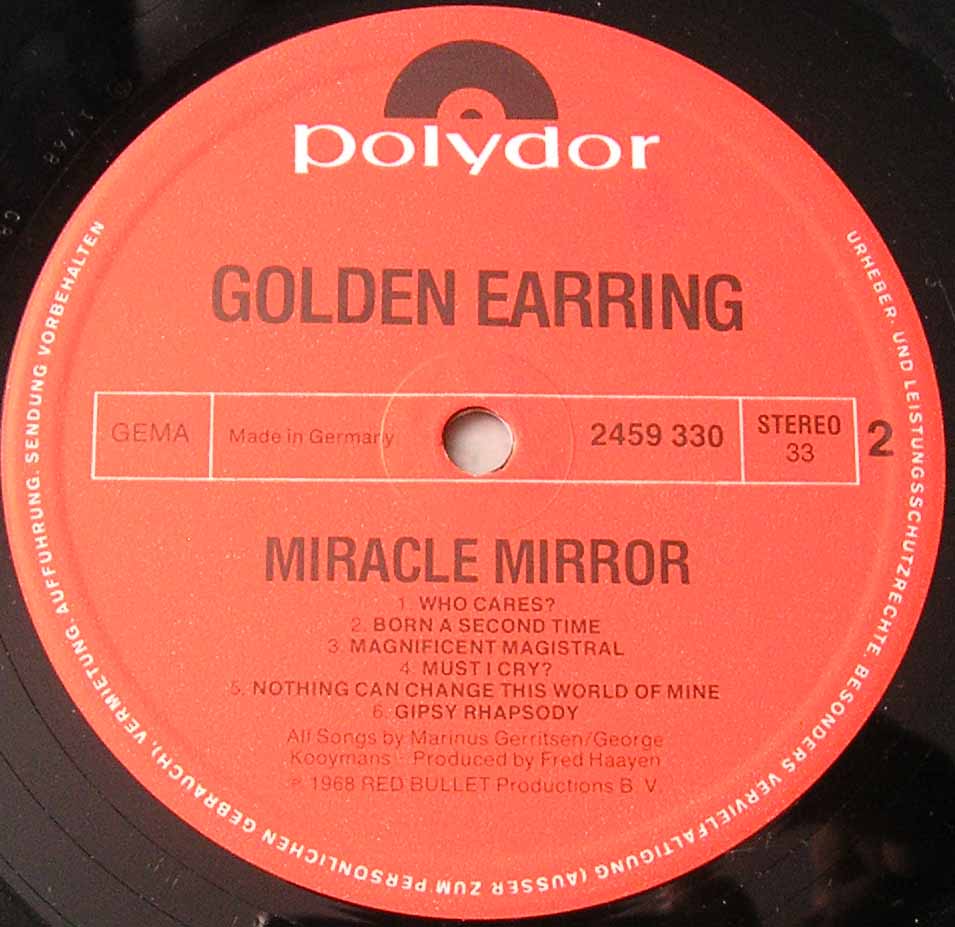 polydor
GOLDEN EARRING
GEMA
Made in Germany
2459 330
STEREO
33
2
MIRACLE MIRROR
1. WHO CARES?
2. BORN A SECOND TIME
3. MAGNIFICENT MAGISTRAL
4. MUST I CRY?
5. NOTHING CAN CHANGE THIS WORLD OF MINE
6. GIPSY RHAPSODY
All Songs by Marinus Gerritsen/George
Kooymans Produced by Fred Haayen
℗ 1968 RED BULLET Productions B. V.
URHEBER- UND LEISTUNGSSCHUTZRECHTE, BESONDERS VERVIELFÄLTIGUNG (AUSSER ZUM PERSÖNLICHEN GEBRAUCH), VERMIETUNG, AUFFÜHRUNG, SENDUNG VORBEHALTEN